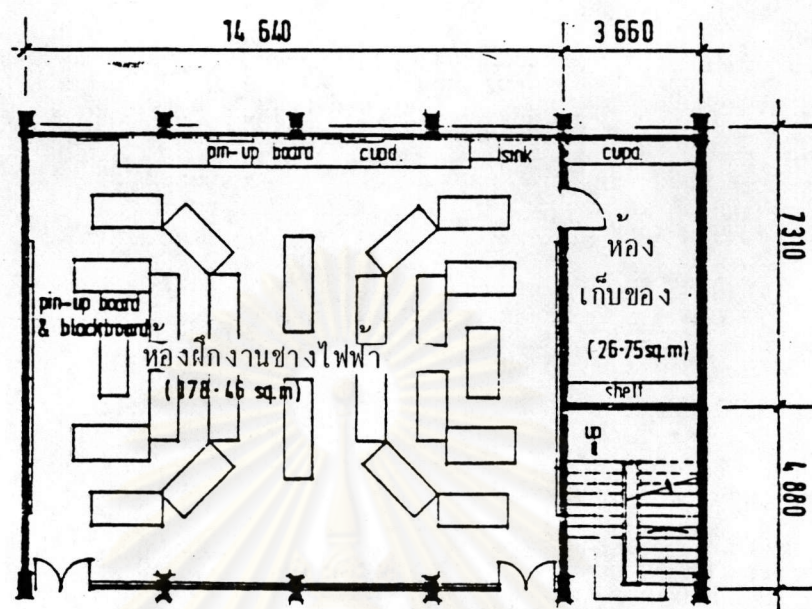 14 640
3 660
pin-up board
cupd.
sink
cupd.
7310
ห้อง
เก็บของ
(26·75sq.m)
pin-up board
& blackboard
ห้องฝึกงานช่างไฟฟ้า
(178·46 sq.m)
shelf
up
4 880